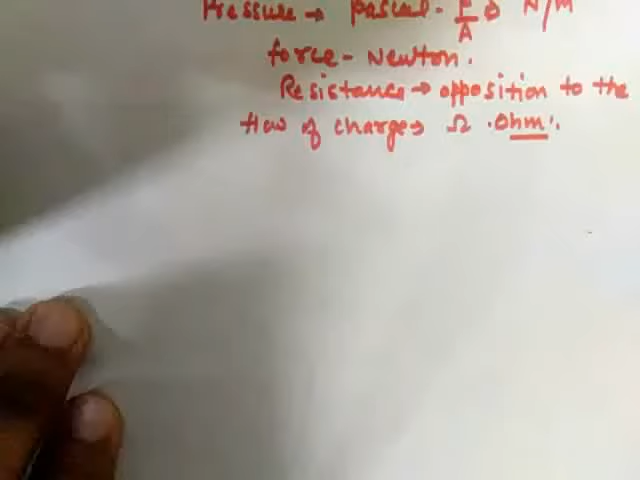 Pressure → pascal - F/A N/M
force - Newton.
Resistance → opposition to the
flow of charges Ω . Ohm'.